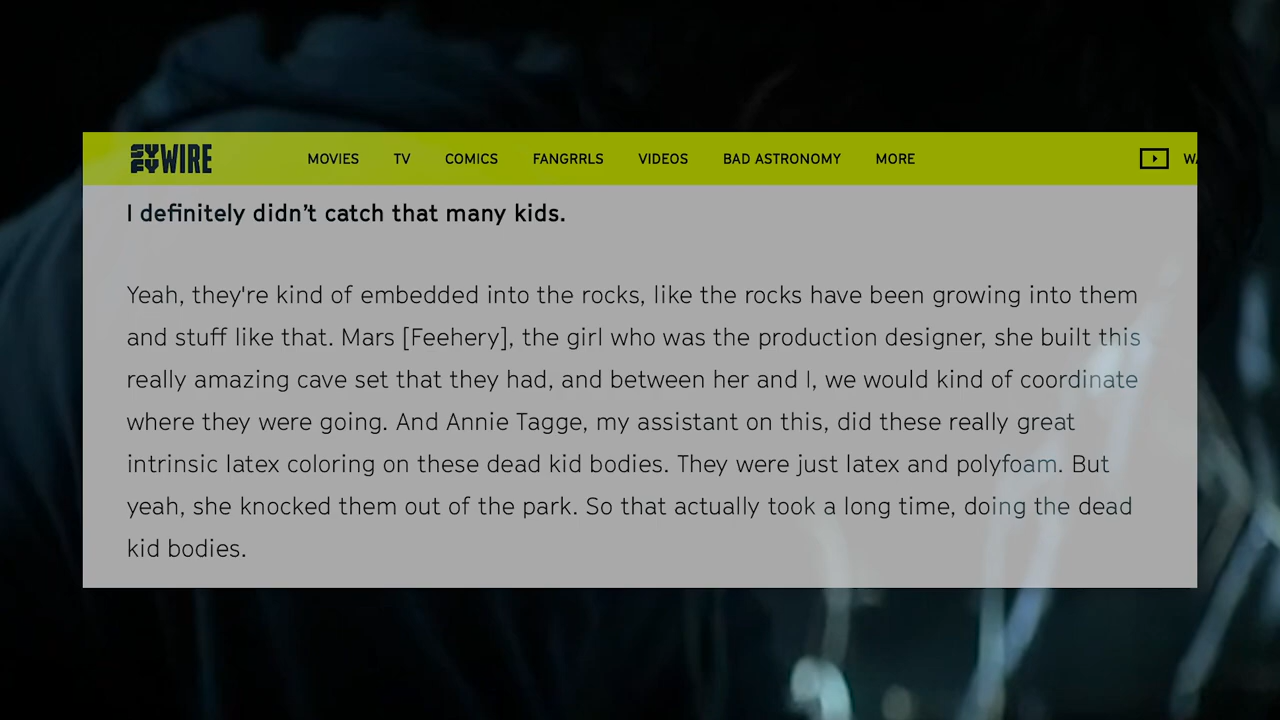 SYFY WIRE MOVIES TV COMICS FANGRRLS VIDEOS BAD ASTRONOMY MORE
I definitely didn't catch that many kids.
Yeah, they're kind of embedded into the rocks, like the rocks have been growing into them
and stuff like that. Mars [Feehery], the girl who was the production designer, she built this
really amazing cave set that they had, and between her and I, we would kind of coordinate
where they were going. And Annie Tagge, my assistant on this, did these really great
intrinsic latex coloring on these dead kid bodies. They were just latex and polyfoam. But
yeah, she knocked them out of the park. So that actually took a long time, doing the dead
kid bodies.